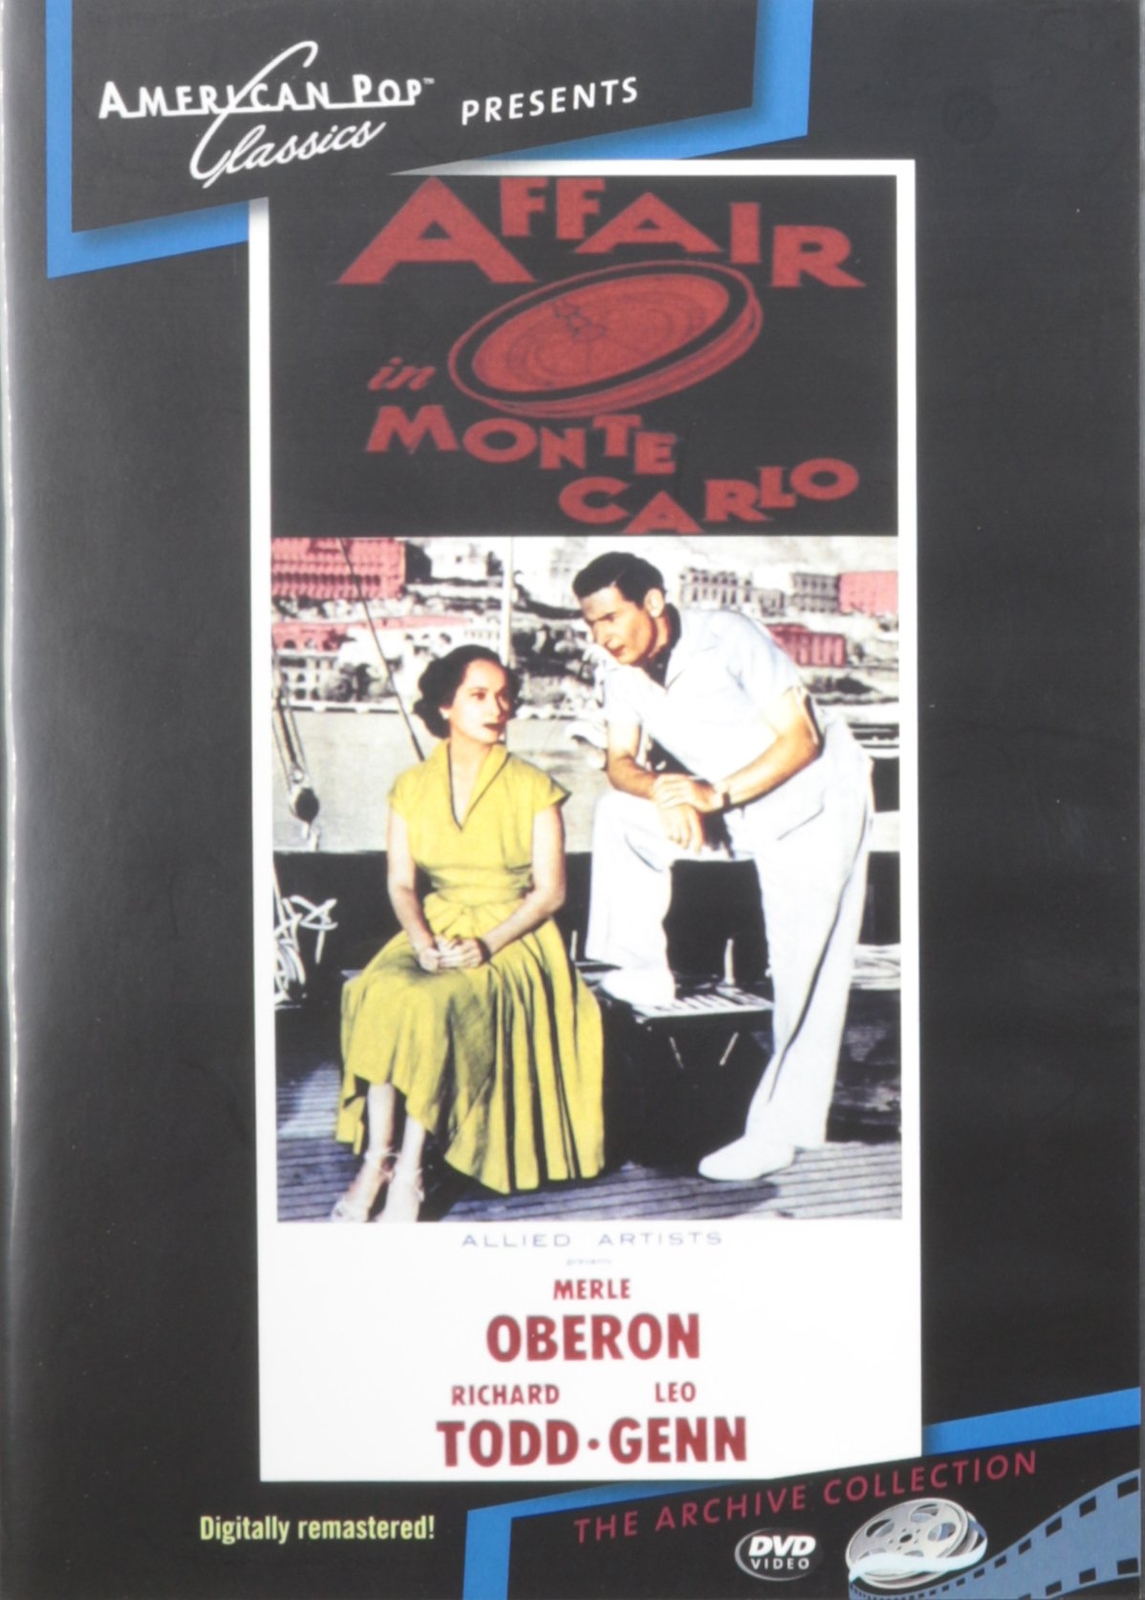 AMERICAN POP™ PRESENTS
Classics
AFFAIR
in
MONTE
CARLO
ALLIED ARTISTS
presents
MERLE
OBERON
RICHARD LEO
TODD · GENN
Digitally remastered!
THE ARCHIVE COLLECTION
DVD
VIDEO